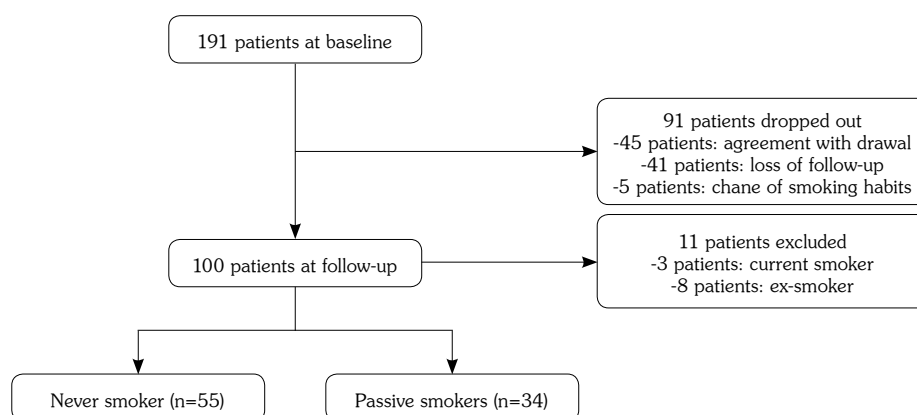 191 patients at baseline
91 patients dropped out
-45 patients: agreement with drawal
-41 patients: loss of follow-up
-5 patients: chane of smoking habits
100 patients at follow-up
11 patients excluded
-3 patients: current smoker
-8 patients: ex-smoker
Never smoker (n=55)
Passive smokers (n=34)